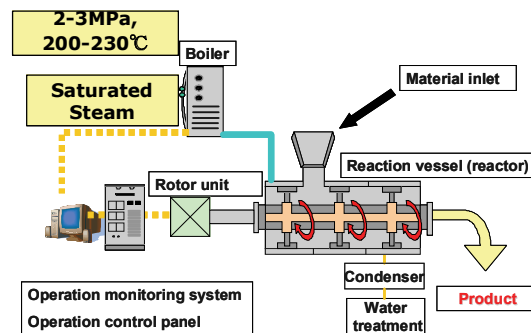 2-3MPa,
200-230℃
Boiler
Saturated
Steam
Material inlet
Reaction vessel (reactor)
Rotor unit
Condenser
Product
Water
treatment
Operation monitoring system
Operation control panel